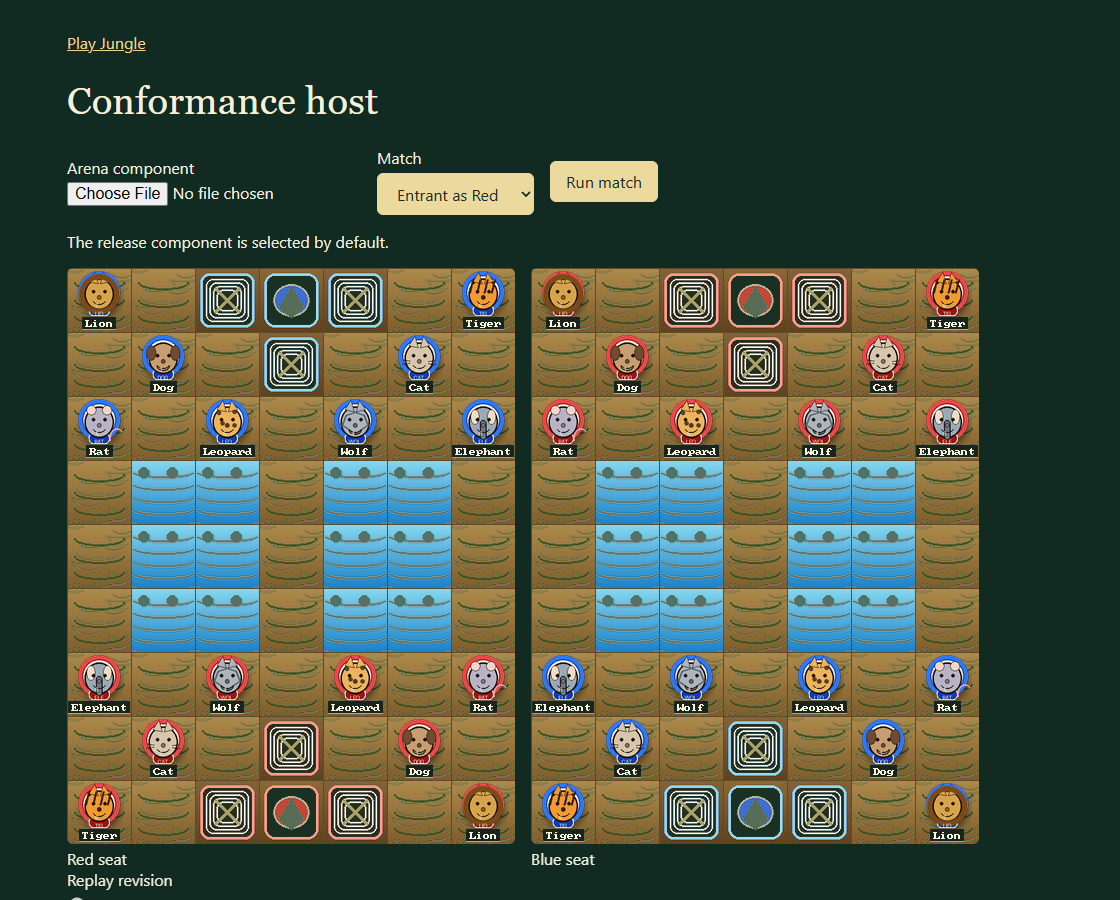 Play Jungle
Conformance host
Arena component
Choose File No file chosen
Match
Entrant as Red
Run match
The release component is selected by default.
Lion Tiger Lion Tiger
Dog Cat Dog Cat
Rat Leopard Wolf Elephant Rat Leopard Wolf Elephant
Elephant Wolf Leopard Rat Elephant Wolf Leopard Rat
Cat Dog Cat Dog
Tiger Lion Tiger Lion
Red seat Blue seat
Replay revision